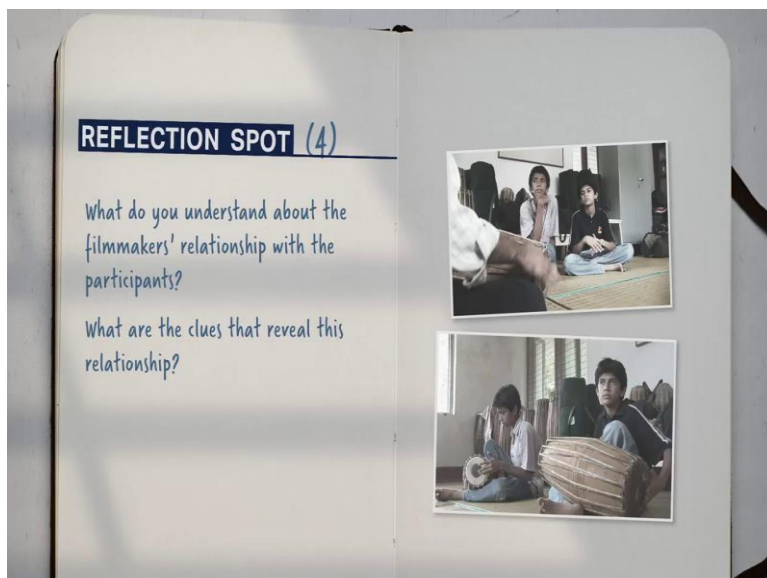 REFLECTION SPOT (4)
What do you understand about the
filmmakers' relationship with the
participants?
What are the clues that reveal this
relationship?